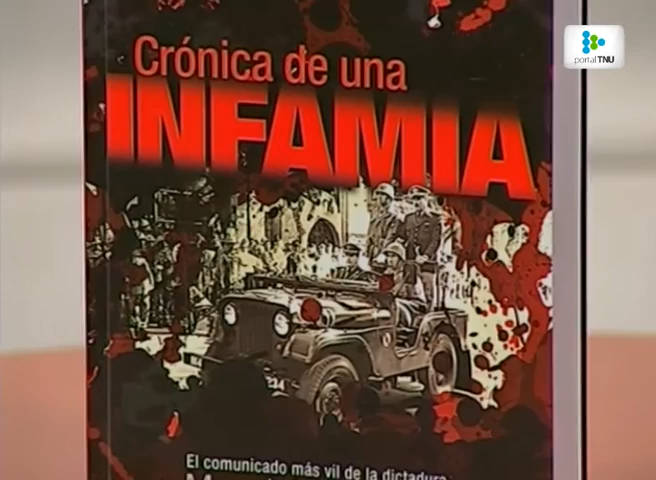 portal TNU
Crónica de una
INFAMIA
El comunicado más vil de la dictadura